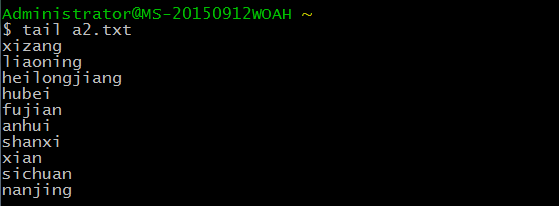 Administrator@MS-20150912WOAH ~
$ tail a2.txt
xizang
liaoning
heilongjiang
hubei
fujian
anhui
shanxi
xian
sichuan
nanjing